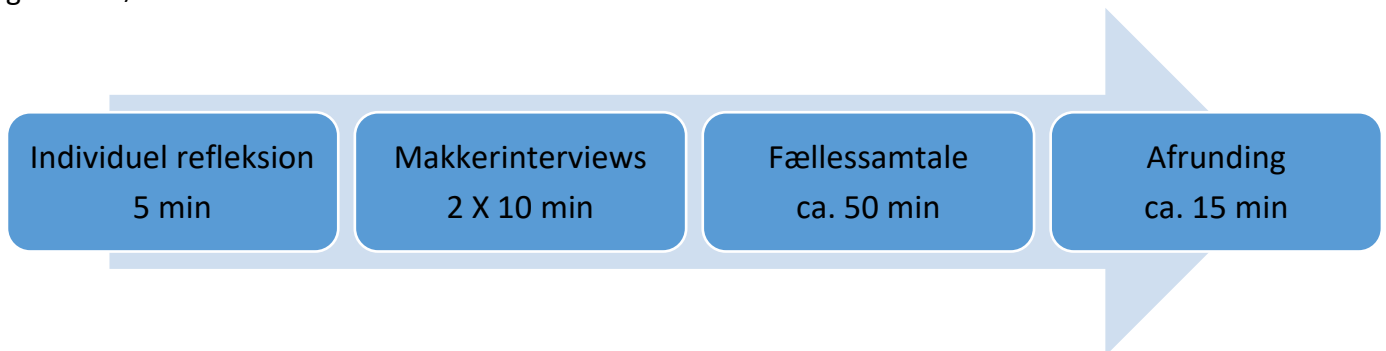 Individuel refleksion
5 min
Makkerinterviews
2 X 10 min
Fællessamtale
ca. 50 min
Afrunding
ca. 15 min